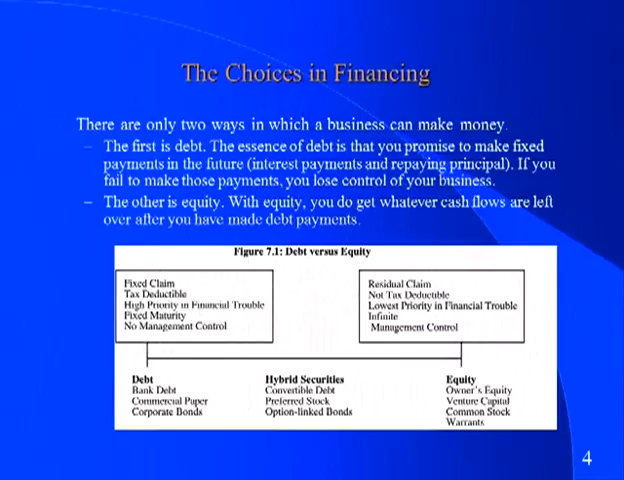 The Choices in Financing
There are only two ways in which a business can make money.
– The first is debt. The essence of debt is that you promise to make fixed
payments in the future (interest payments and repaying principal). If you
fail to make those payments, you lose control of your business.
– The other is equity. With equity, you do get whatever cash flows are left
over after you have made debt payments.
Figure 7.1: Debt versus Equity
Fixed Claim
Tax Deductible
High Priority in Financial Trouble
Fixed Maturity
No Management Control
Residual Claim
Not Tax Deductible
Lowest Priority in Financial Trouble
Infinite
Management Control
Debt
Bank Debt
Commercial Paper
Corporate Bonds
Hybrid Securities
Convertible Debt
Preferred Stock
Option-linked Bonds
Equity
Owner's Equity
Venture Capital
Common Stock
Warrants
4